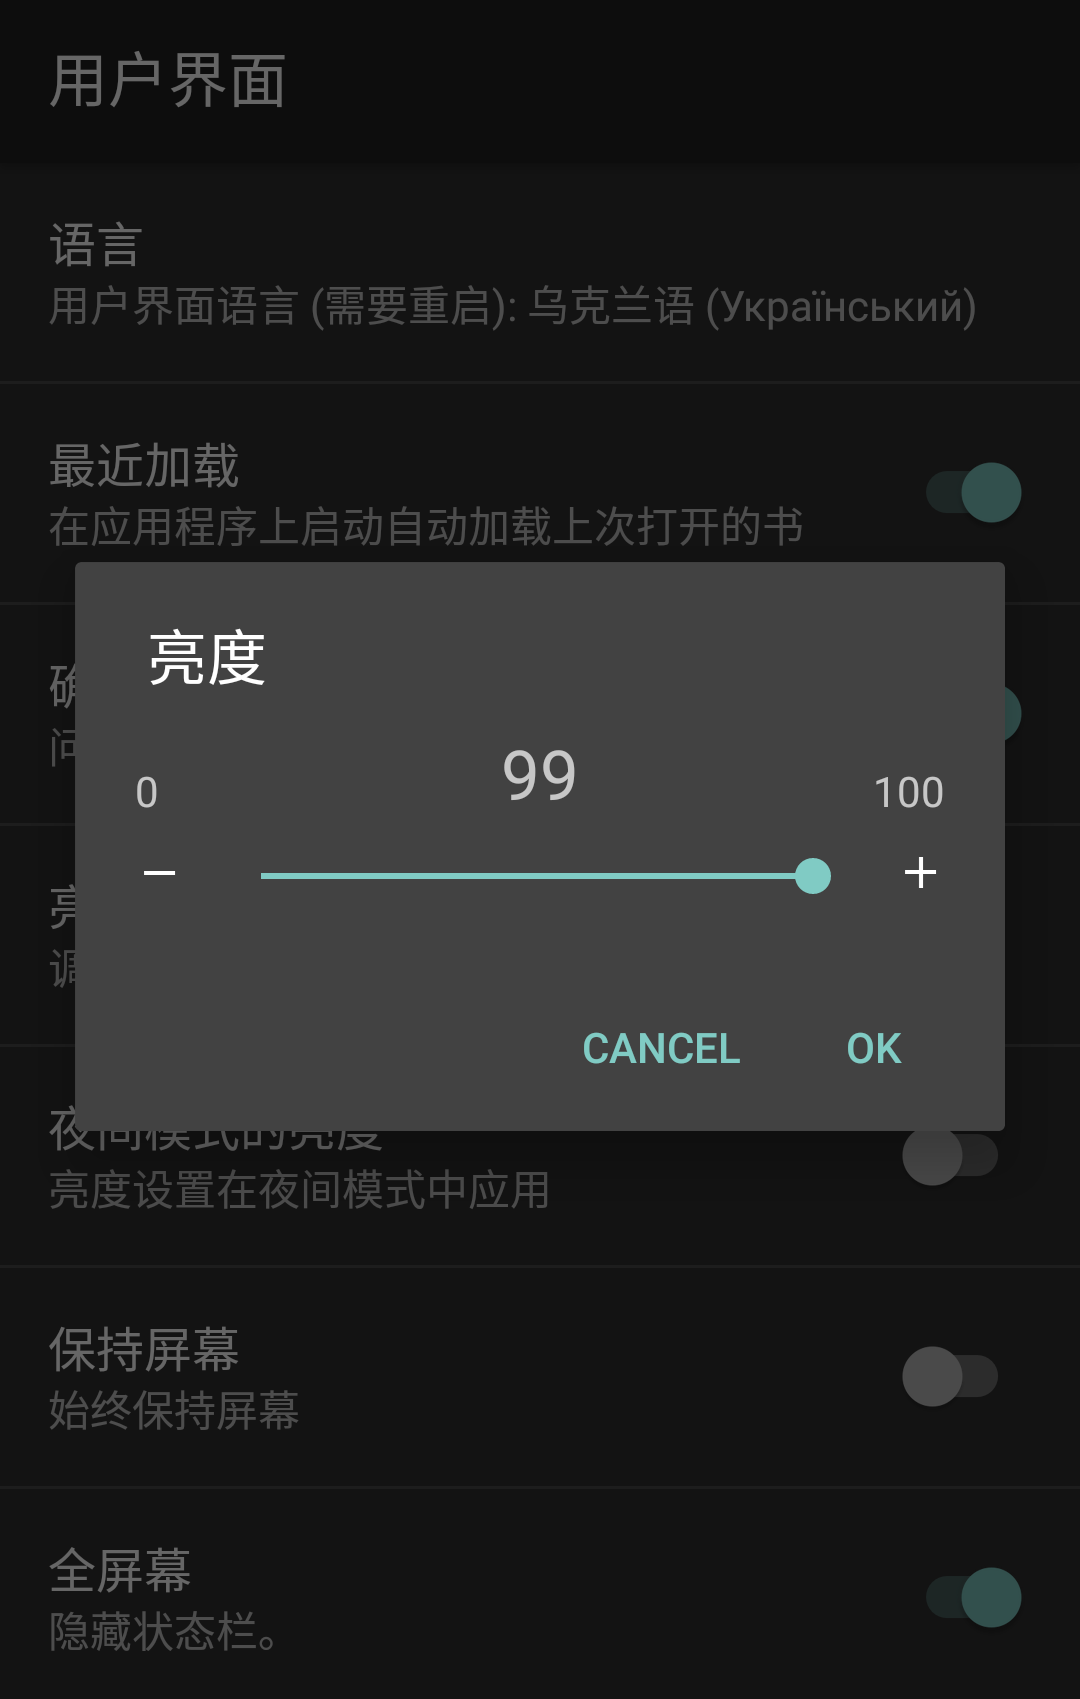 用户界面
语言
用户界面语言 (需要重启): 乌克兰语 (Український)
最近加载
在应用程序上启动自动加载上次打开的书
亮度
99
0
100
CANCEL OK
夜间模式的亮度
亮度设置在夜间模式中应用
保持屏幕
始终保持屏幕
全屏幕
隐藏状态栏。